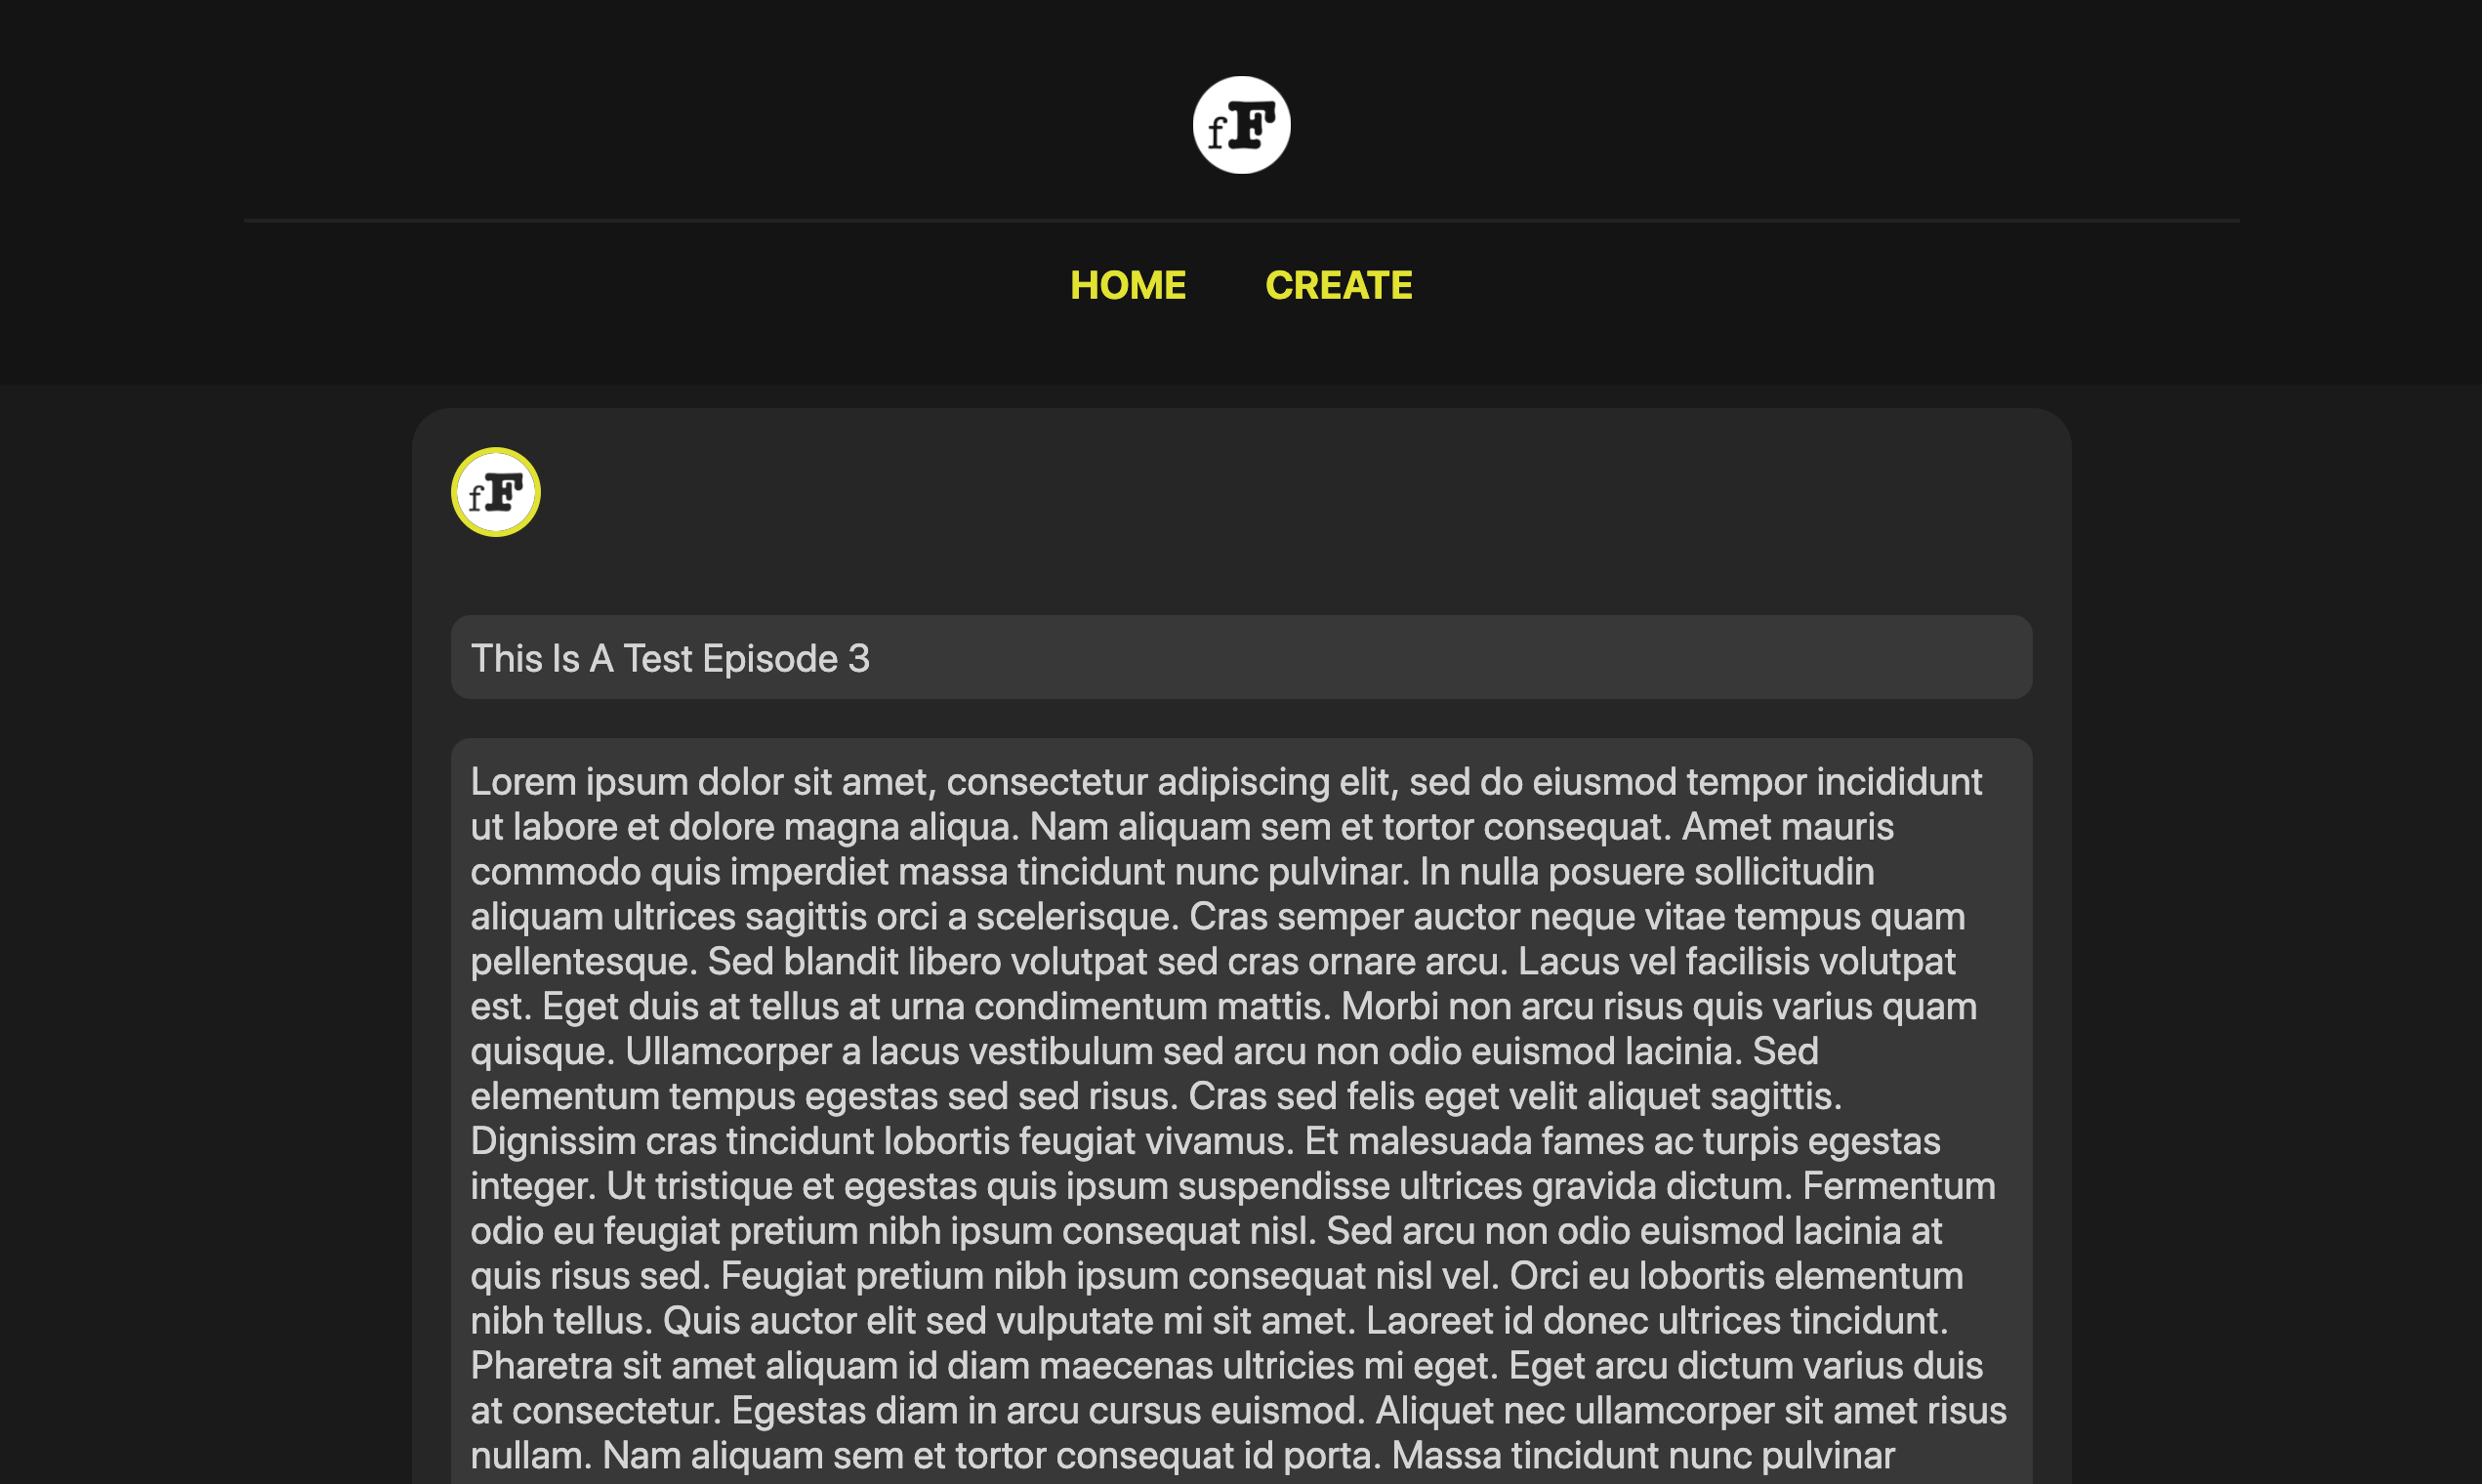 fF
HOME CREATE
fF
This Is A Test Episode 3
Lorem ipsum dolor sit amet, consectetur adipiscing elit, sed do eiusmod tempor incididunt
ut labore et dolore magna aliqua. Nam aliquam sem et tortor consequat. Amet mauris
commodo quis imperdiet massa tincidunt nunc pulvinar. In nulla posuere sollicitudin
aliquam ultrices sagittis orci a scelerisque. Cras semper auctor neque vitae tempus quam
pellentesque. Sed blandit libero volutpat sed cras ornare arcu. Lacus vel facilisis volutpat
est. Eget duis at tellus at urna condimentum mattis. Morbi non arcu risus quis varius quam
quisque. Ullamcorper a lacus vestibulum sed arcu non odio euismod lacinia. Sed
elementum tempus egestas sed sed risus. Cras sed felis eget velit aliquet sagittis.
Dignissim cras tincidunt lobortis feugiat vivamus. Et malesuada fames ac turpis egestas
integer. Ut tristique et egestas quis ipsum suspendisse ultrices gravida dictum. Fermentum
odio eu feugiat pretium nibh ipsum consequat nisl. Sed arcu non odio euismod lacinia at
quis risus sed. Feugiat pretium nibh ipsum consequat nisl vel. Orci eu lobortis elementum
nibh tellus. Quis auctor elit sed vulputate mi sit amet. Laoreet id donec ultrices tincidunt.
Pharetra sit amet aliquam id diam maecenas ultricies mi eget. Eget arcu dictum varius duis
at consectetur. Egestas diam in arcu cursus euismod. Aliquet nec ullamcorper sit amet risus
nullam. Nam aliquam sem et tortor consequat id porta. Massa tincidunt nunc pulvinar